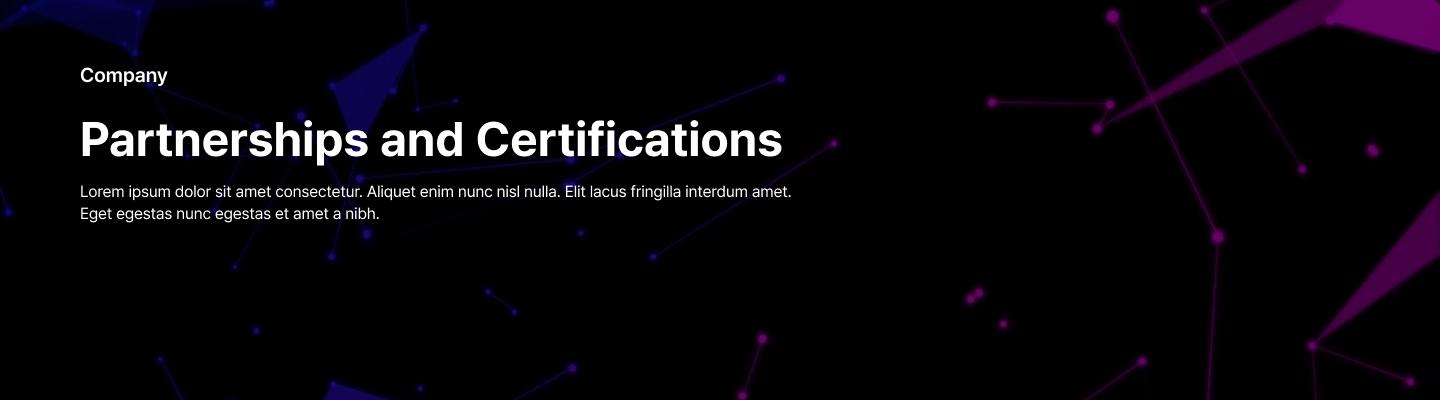 Company
Partnerships and Certifications
Lorem ipsum dolor sit amet consectetur. Aliquet enim nunc nisl nulla. Elit lacus fringilla interdum amet.
Eget egestas nunc egestas et amet a nibh.